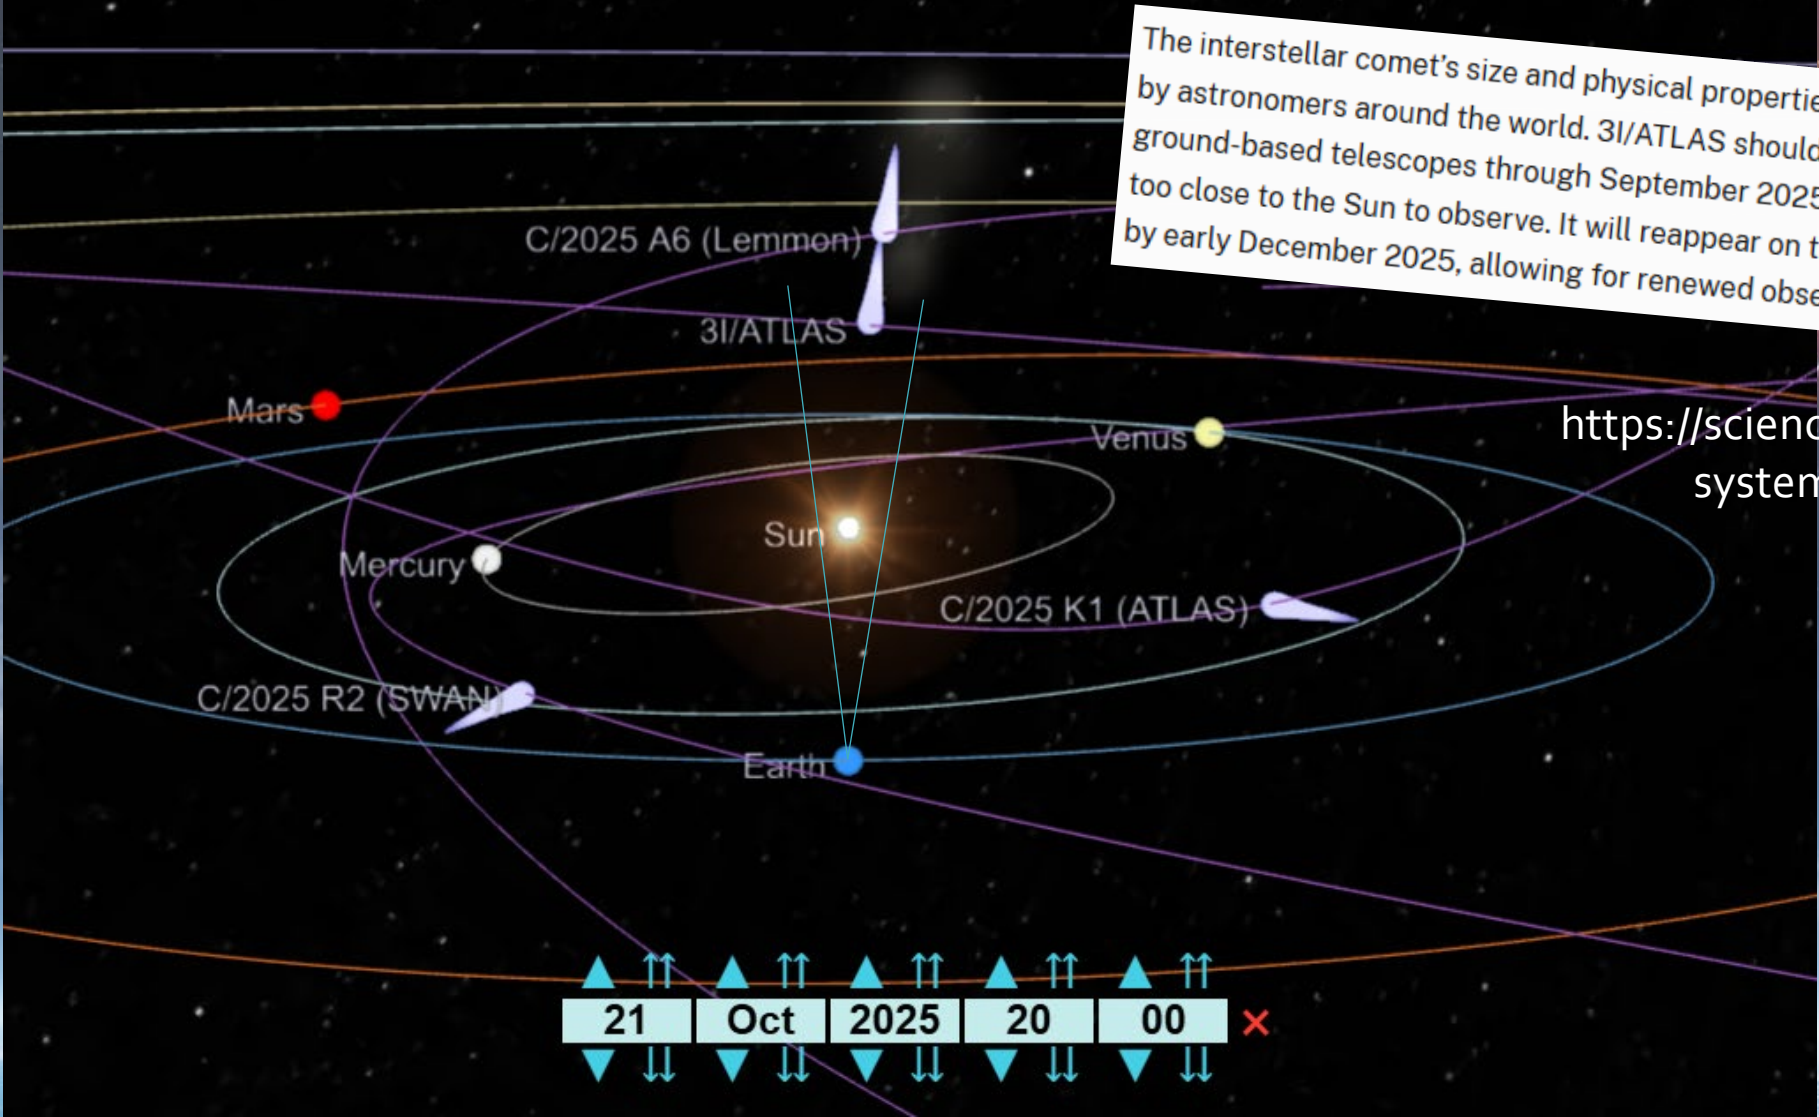 The interstellar comet's size and physical
by astronomers around the world. 3I/ATLAS should
ground-based telescopes through September 2025
too close to the Sun to observe. It will reappear on
by early December 2025, allowing for renewed
C/2025 A6 (Lemmon)
3I/ATLAS
Mars
Venus
https://scienc
system
Sun
Mercury
C/2025 K1 (ATLAS)
C/2025 R2 (SWAN)
Earth
21 Oct 2025 20 00